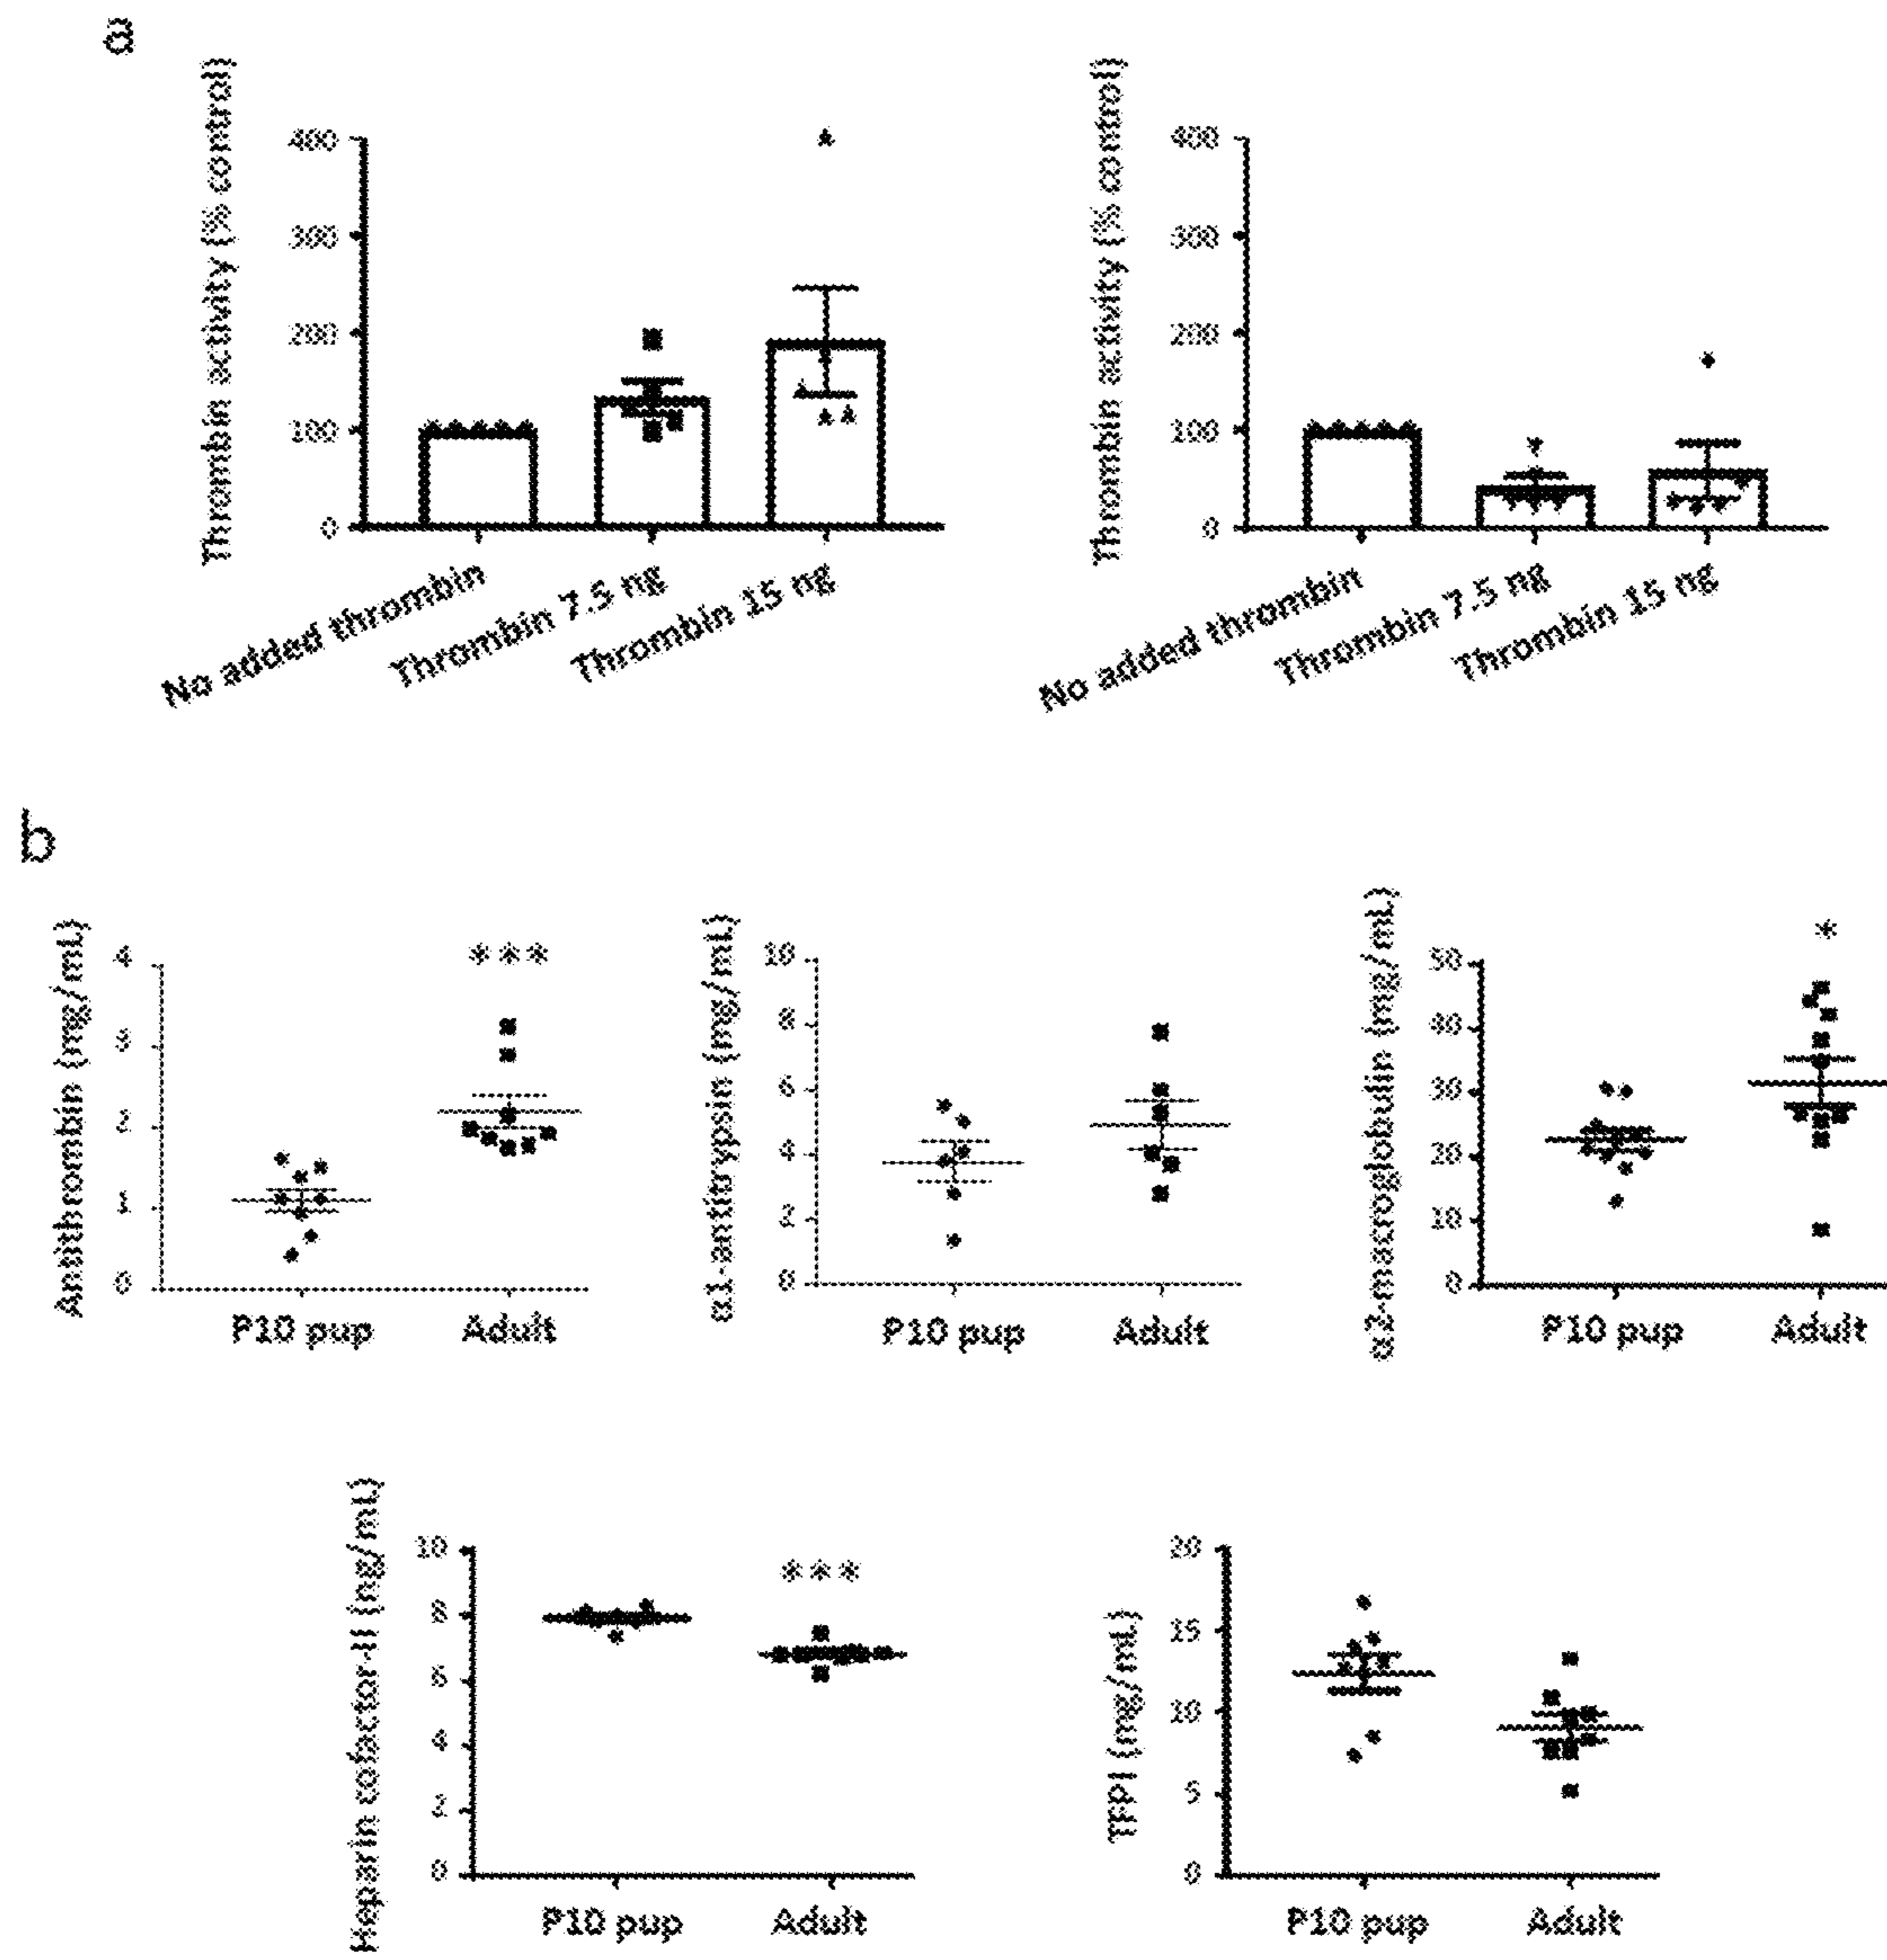 a
Thrombin activity (% control)
400
300
200
100
0
No added thrombin
Thrombin 7.5 ng
Thrombin 15 ng
Thrombin activity (% control)
400
300
200
100
0
No added thrombin
Thrombin 7.5 ng
Thrombin 15 ng
b
Antithrombin (mg/mL)
4
3
2
1
0
***
P10 pup
Adult
α1-antitrypsin (mg/mL)
10
8
6
4
2
0
P10 pup
Adult
α2-macroglobulin (mg/mL)
50
40
30
20
10
0
*
P10 pup
Adult
Heparin cofactor-II (ng/mL)
10
8
6
4
2
0
***
P10 pup
Adult
TFPI (mg/mL)
20
15
10
5
0
P10 pup
Adult